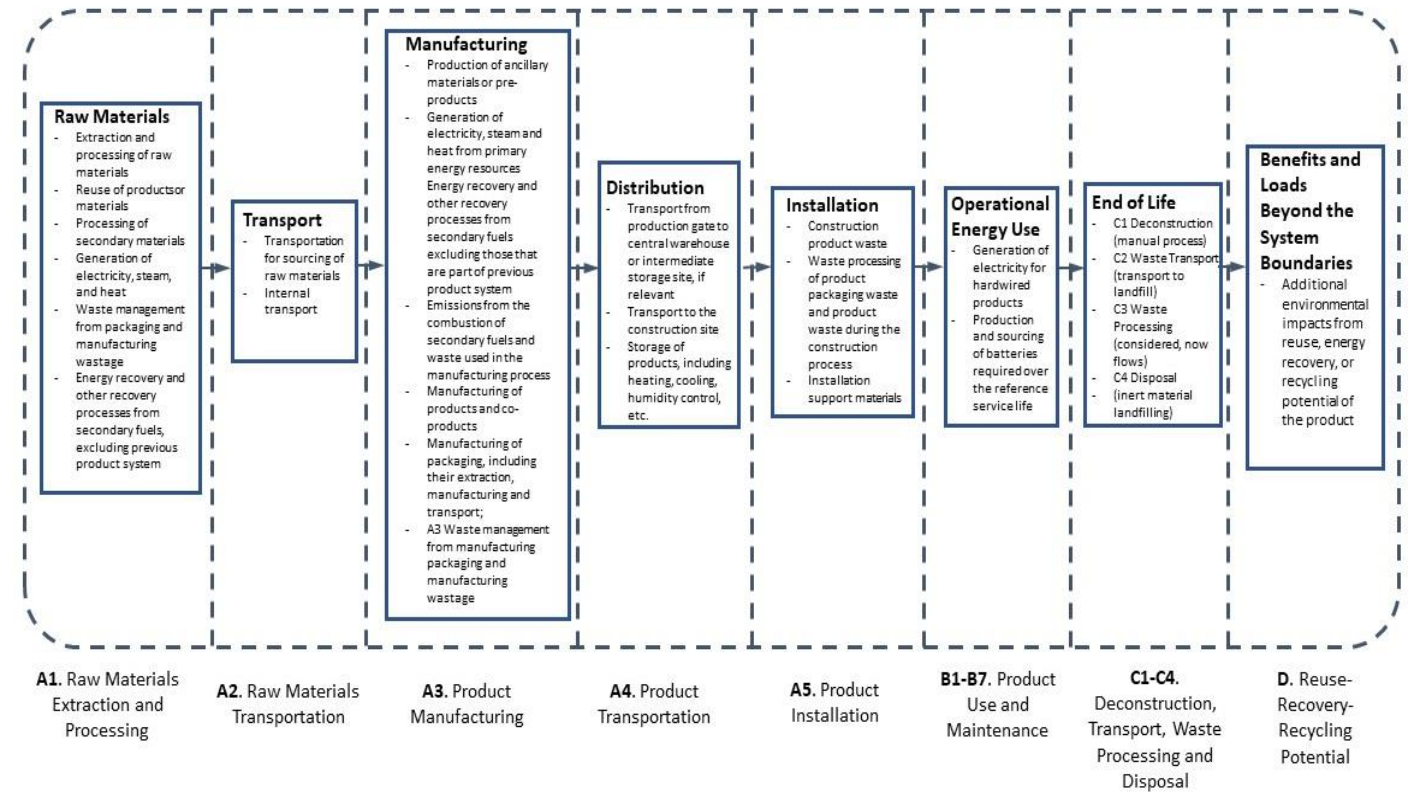 Raw Materials
- Extraction and
processing of raw
materials
- Reuse of productsor
materials
- Processing of
secondary materials
- Generation of
electricity, steam,
and heat
- Waste management
from packaging and
manufacturing
wastage
- Energy recovery and
other recovery
processes from
secondary fuels,
excluding previous
product system
Transport
- Transportation
for sourcing of
raw materials
- Internal
transport
Manufacturing
- Production of ancillary
materials or pre-
products
- Generation of
electricity, steam and
heat from primary
energy resources
Energy recovery and
other recovery
processes from
secondary fuels
excluding those that
are part of previous
product system
- Emissions from the
combustion of
secondary fuels and
waste used in the
manufacturing process
- Manufacturing of
products and co-
products
- Manufacturing of
packaging, including
their extraction,
manufacturing and
transport;
- A3 Waste management
from manufacturing
packaging and
manufacturing
wastage
Distribution
- Transport from
production gate to
central warehouse
or intermediate
storage site, if
relevant
- Transport to the
construction site
- Storage of
products, including
heating, cooling,
humidity control,
etc.
Installation
- Construction
product waste
- Waste processing
of product
packaging waste
and product
waste during the
construction
process
- Installation
support materials
Operational
Energy Use
- Generation of
electricity for
hardwired
products
- Production
and sourcing
of batteries
required over
the reference
service life
End of Life
- C1 Deconstruction
(manual process)
- C2 Waste Transport
(transport to
landfill)
- C3 Waste
Processing
(considered, now
flows)
- C4 Disposal
- (inert material
landfilling)
Benefits and
Loads
Beyond the
System
Boundaries
- Additional
environmental
impacts from
reuse, energy
recovery, or
recycling
potential of
the product
A1. Raw Materials
Extraction and
Processing
A2. Raw Materials
Transportation
A3. Product
Manufacturing
A4. Product
Transportation
A5. Product
Installation
B1-B7. Product
Use and
Maintenance
C1-C4.
Deconstruction,
Transport, Waste
Processing and
Disposal
D. Reuse-
Recovery-
Recycling
Potential